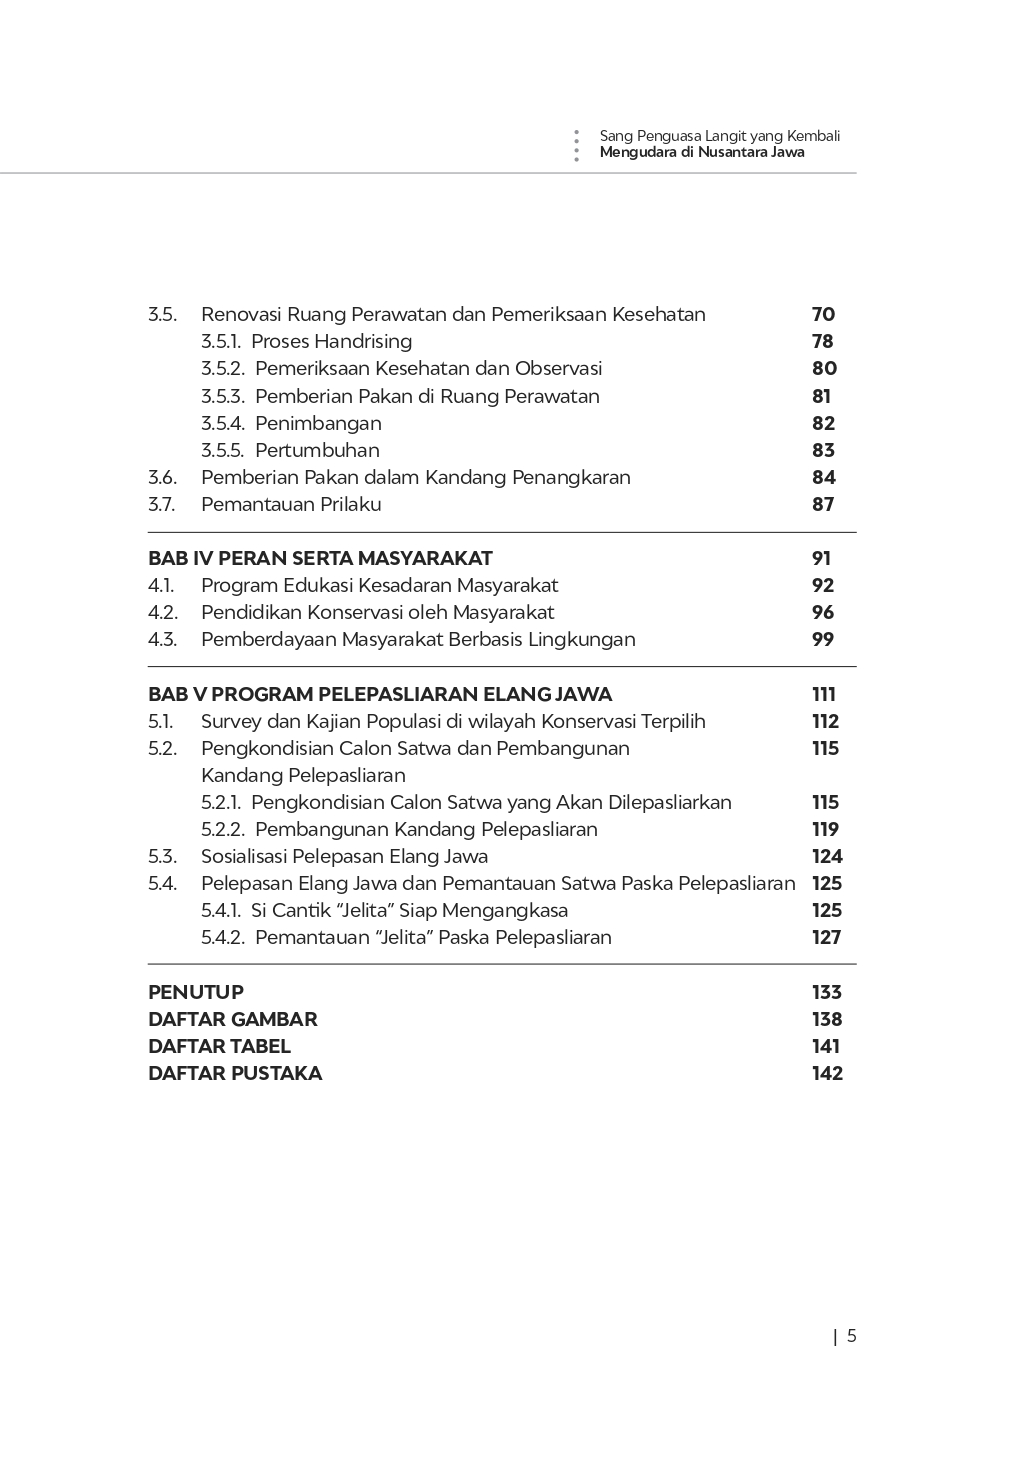 Sang Penguasa Langit yang Kembali
Mengudara di Nusantara Jawa
3.5. Renovasi Ruang Perawatan dan Pemeriksaan Kesehatan 70
3.5.1. Proses Handrising 78
3.5.2. Pemeriksaan Kesehatan dan Observasi 80
3.5.3. Pemberian Pakan di Ruang Perawatan 81
3.5.4. Penimbangan 82
3.5.5. Pertumbuhan 83
3.6. Pemberian Pakan dalam Kandang Penangkaran 84
3.7. Pemantauan Prilaku 87
BAB IV PERAN SERTA MASYARAKAT 91
4.1. Program Edukasi Kesadaran Masyarakat 92
4.2. Pendidikan Konservasi oleh Masyarakat 96
4.3. Pemberdayaan Masyarakat Berbasis Lingkungan 99
BAB V PROGRAM PELEPASLIARAN ELANG JAWA 111
5.1. Survey dan Kajian Populasi di wilayah Konservasi Terpilih 112
5.2. Pengkondisian Calon Satwa dan Pembangunan 115
Kandang Pelepasliaran
5.2.1. Pengkondisian Calon Satwa yang Akan Dilepasliarkan 115
5.2.2. Pembangunan Kandang Pelepasliaran 119
5.3. Sosialisasi Pelepasan Elang Jawa 124
5.4. Pelepasan Elang Jawa dan Pemantauan Satwa Paska Pelepasliaran 125
5.4.1. Si Cantik “Jelita” Siap Mengangkasa 125
5.4.2. Pemantauan “Jelita” Paska Pelepasliaran 127
PENUTUP 133
DAFTAR GAMBAR 138
DAFTAR TABEL 141
DAFTAR PUSTAKA 142
| 5